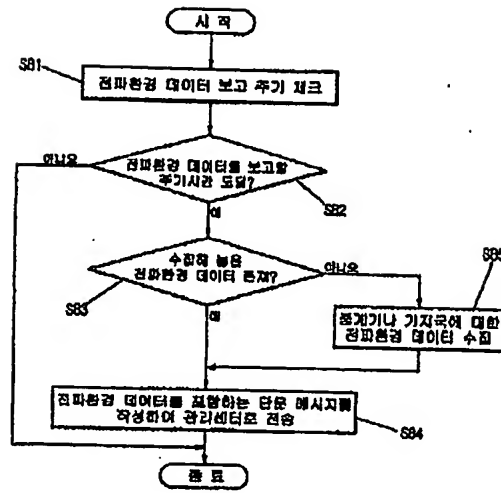 시 작
S81
전파환경 데이터 보고 주기 체크
아니오
전파환경 데이터를 보고할
주기시간 도달?
S82
예
수집해 놓은
전파환경 데이터 존재?
아니오
S83
예
S85
중계기나 기지국에 대한
전파환경 데이터 수집
전파환경 데이터를 포함하는 단문 메시지를
작성하여 관리센터로 전송
S84
완 료